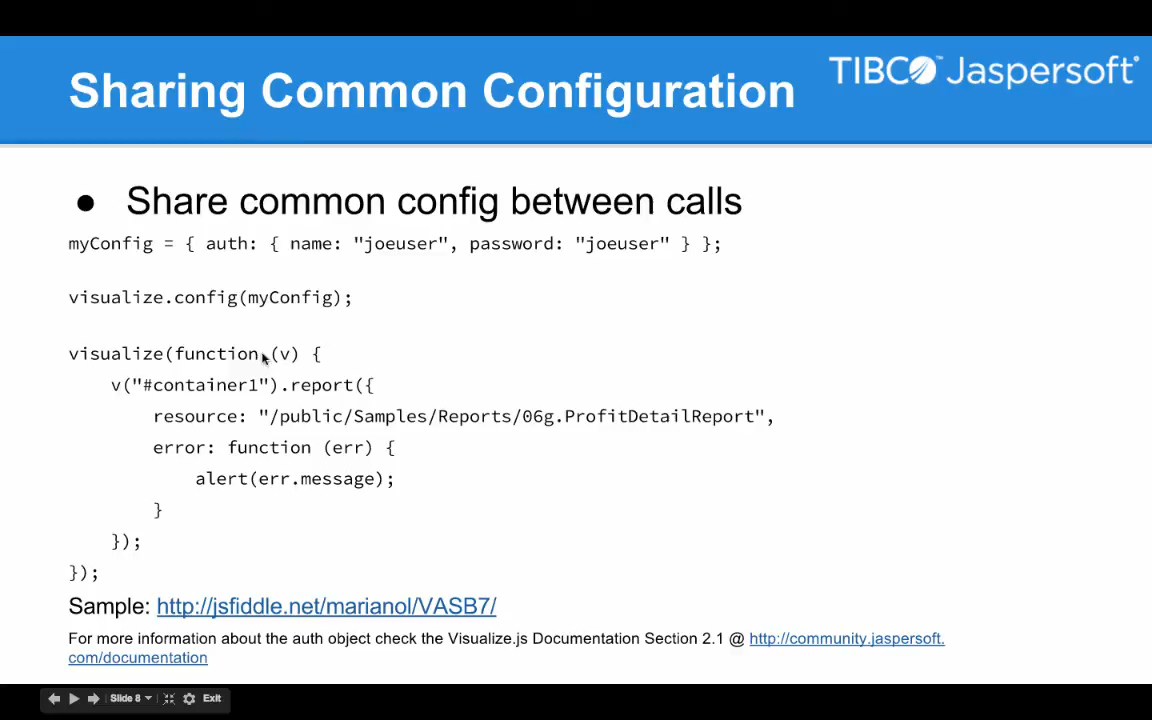 Sharing Common Configuration
TIBCO Jaspersoft
● Share common config between calls
myConfig = { auth: { name: "joeuser", password: "joeuser" } };
visualize.config(myConfig);
visualize(function (v) {
v("#container1").report({
resource: "/public/Samples/Reports/06g.ProfitDetailReport",
error: function (err) {
alert(err.message);
}
});
});
Sample: http://jsfiddle.net/marianol/VASB7/
For more information about the auth object check the Visualize.js Documentation Section 2.1 @ http://community.jaspersoft.
com/documentation
Slide 8 Exit